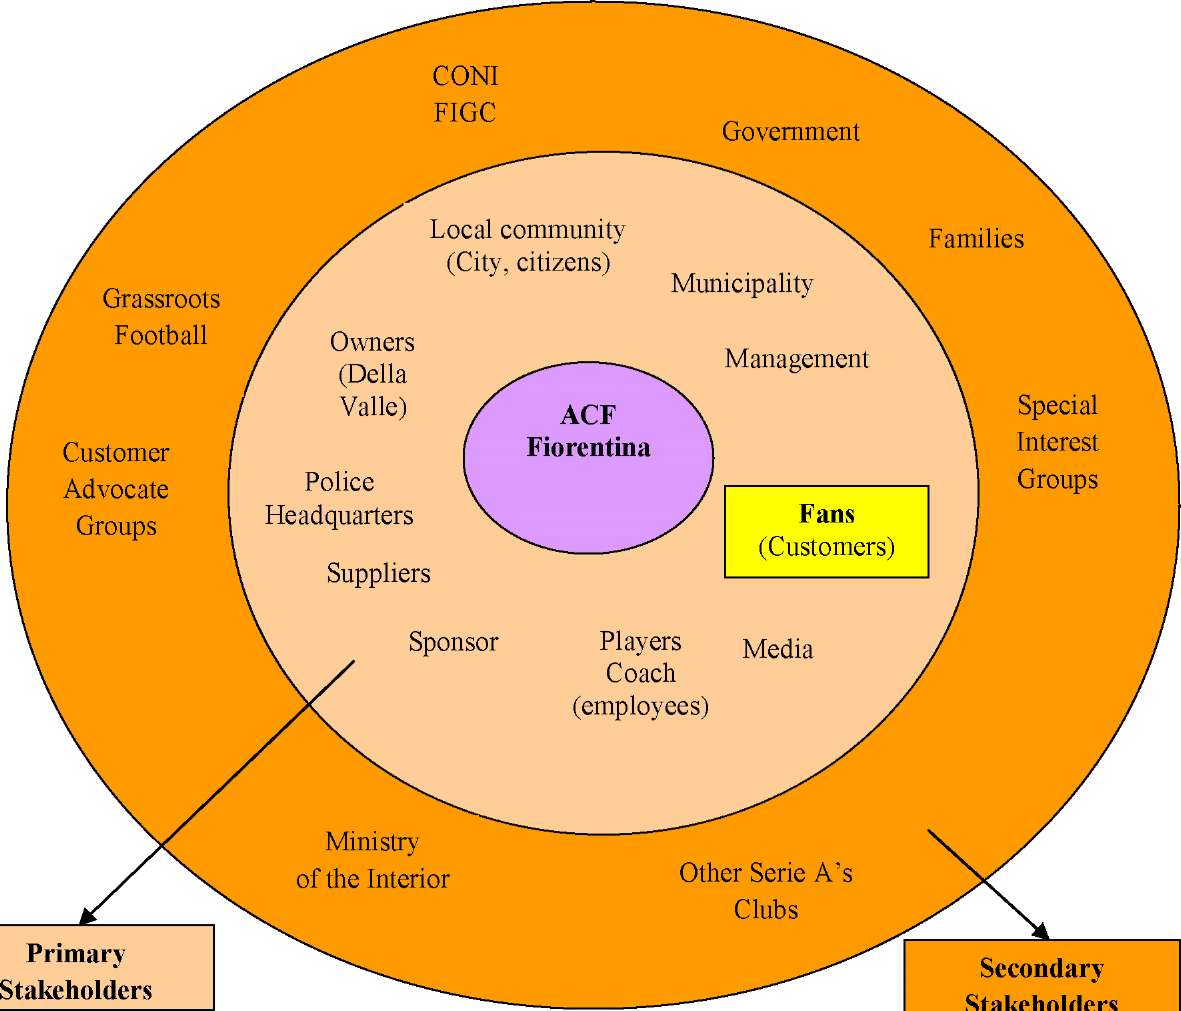 CONI
FIGC
Government
Families
Local community
(City, citizens)
Municipality
Grassroots
Football
Owners
(Della
Valle)
Management
ACF
Fiorentina
Special
Interest
Groups
Customer
Advocate
Groups
Police
Headquarters
Fans
(Customers)
Suppliers
Sponsor
Players
Coach
(employees)
Media
Ministry
of the Interior
Other Serie A’s
Clubs
Primary
Stakeholders
Secondary
Stakeholders